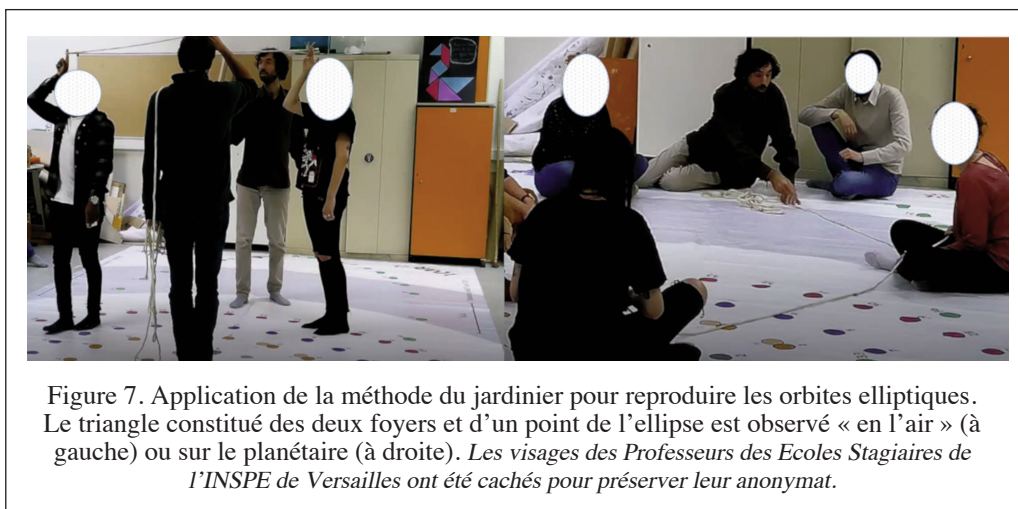 Figure 7. Application de la méthode du jardinier pour reproduire les orbites elliptiques.
Le triangle constitué des deux foyers et d’un point de l’ellipse est observé « en l’air » (à
gauche) ou sur le planétaire (à droite). Les visages des Professeurs des Ecoles Stagiaires de
l’INSPE de Versailles ont été cachés pour préserver leur anonymat.